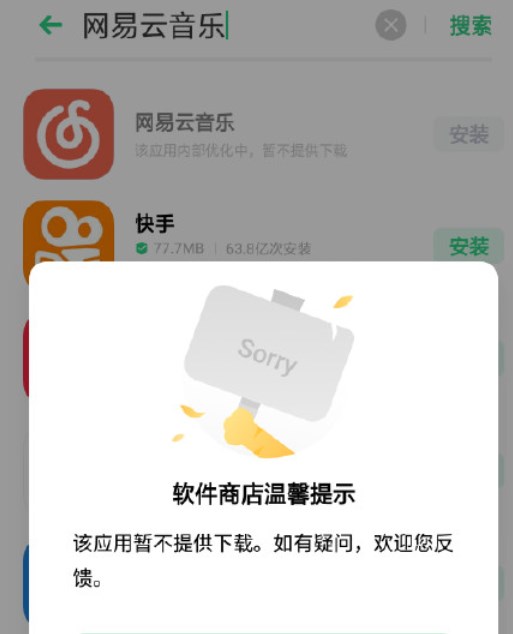 网易云音乐
搜索
网易云音乐
该应用内部优化中，暂不提供下载
安装
快手
77.7MB | 63.8亿次安装
安装
Sorry
软件商店温馨提示
该应用暂不提供下载。如有疑问，欢迎您反
馈。